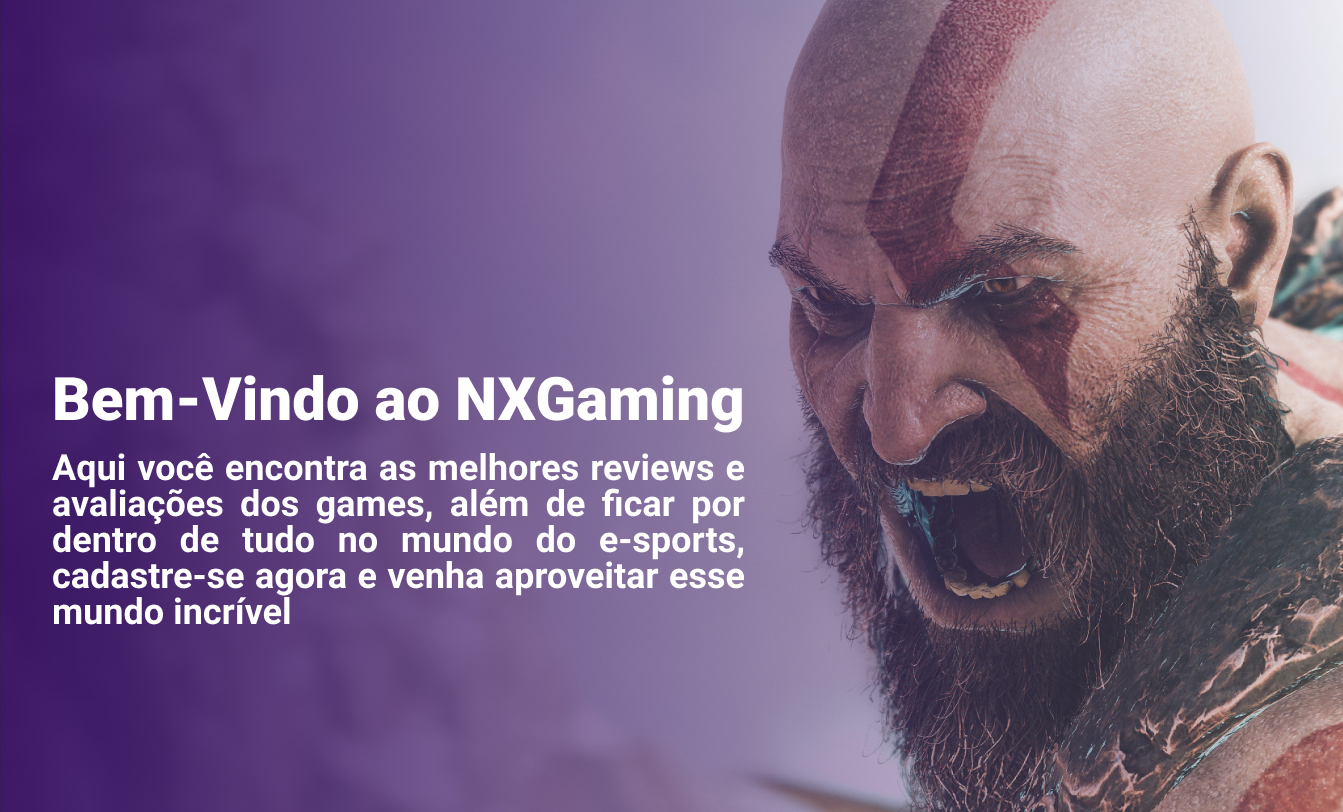 Bem-Vindo ao NXGaming
Aqui você encontra as melhores reviews e
avaliações dos games, além de ficar por
dentro de tudo no mundo do e-sports,
cadastre-se agora e venha aproveitar esse
mundo incrível